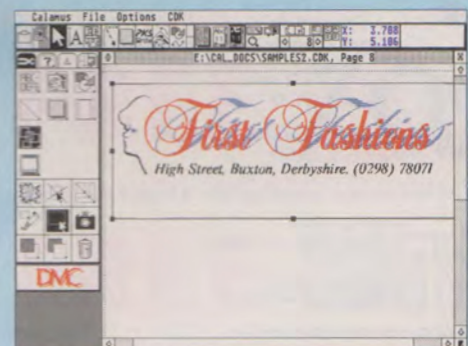 Calamus File Options CDK
X: 3.788
Y: 5.106
E:\CAL_DOCS\SAMPLES2.CDK, Page 8
First Fashions
High Street, Buxton, Derbyshire. (0298) 78071
DMC